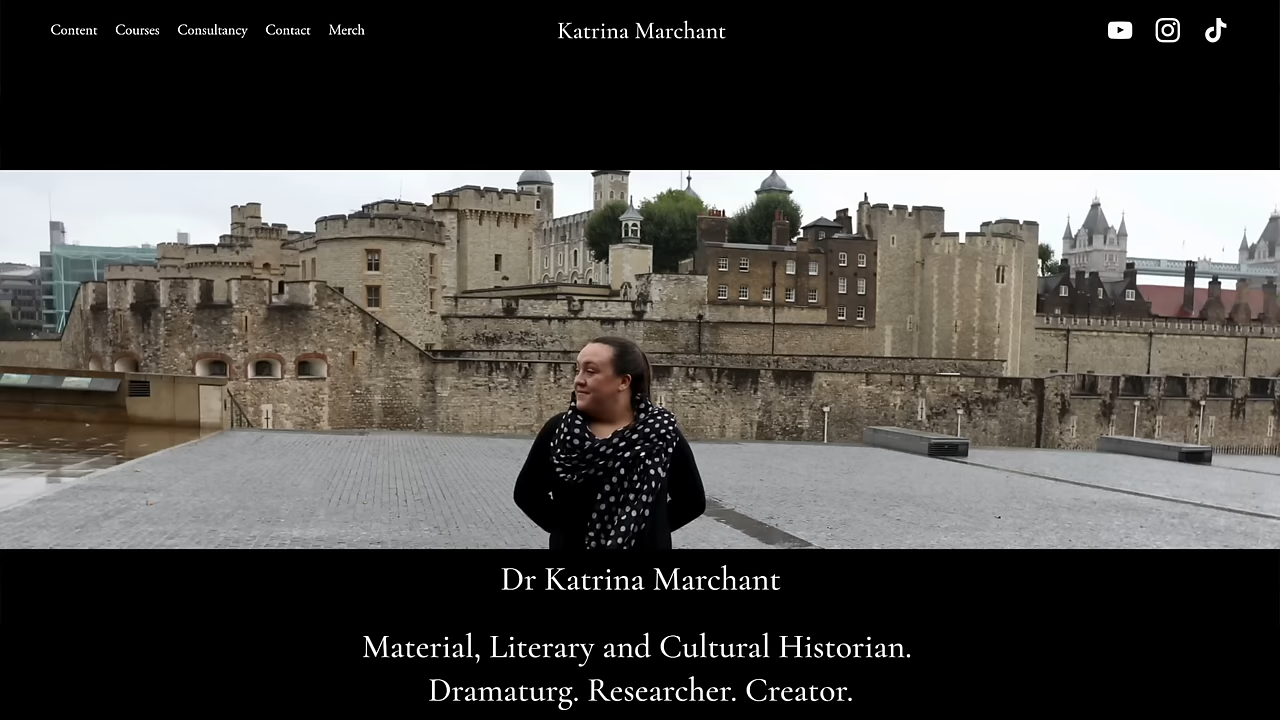 Content Courses Consultancy Contact Merch Katrina Marchant
Dr Katrina Marchant
Material, Literary and Cultural Historian.
Dramaturg. Researcher. Creator.